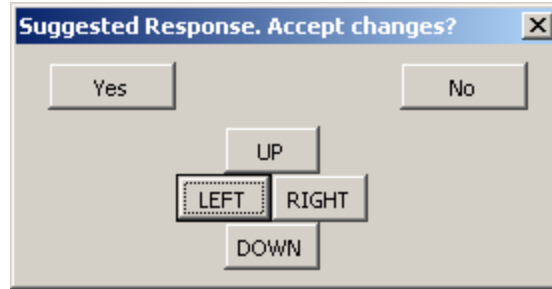 Suggested Response. Accept changes?
Yes No
UP
LEFT RIGHT
DOWN